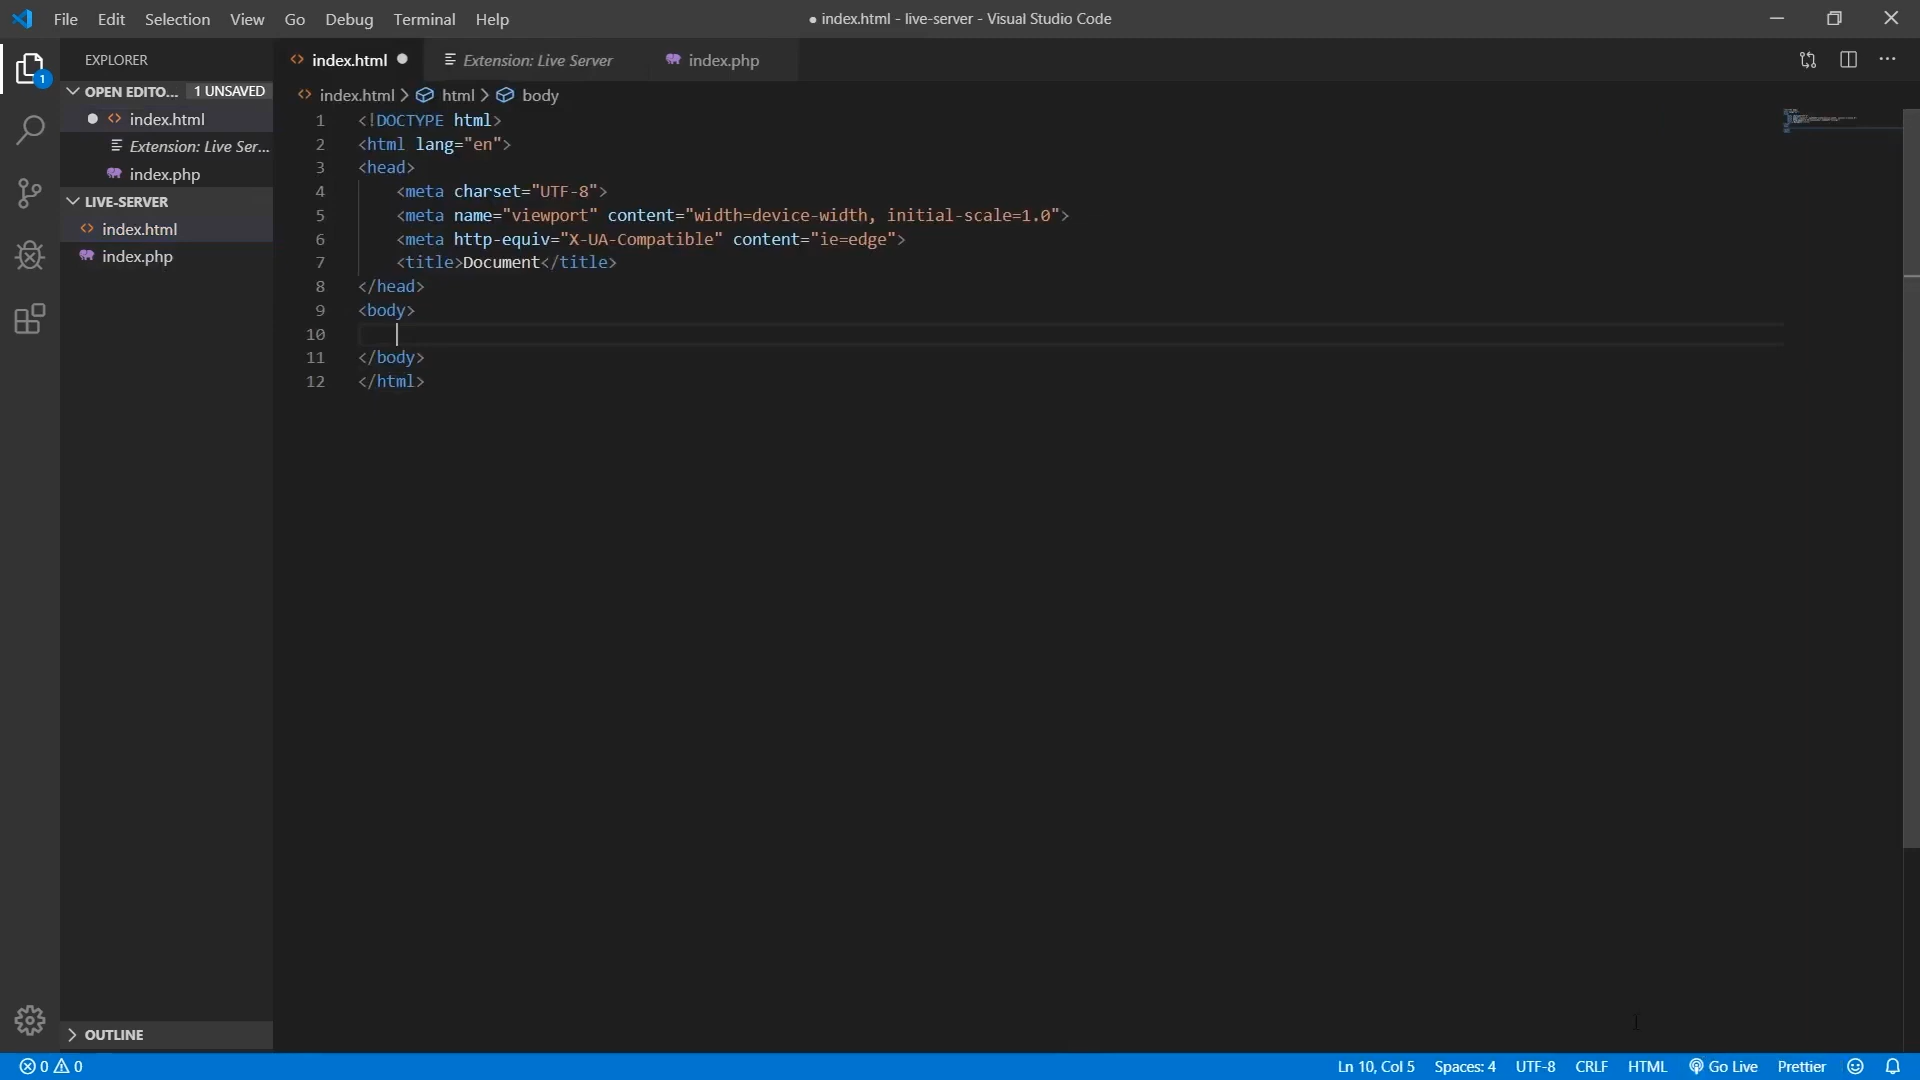 File Edit Selection View Go Debug Terminal Help
● index.html - live-server - Visual Studio Code
EXPLORER
index.html
Extension: Live Server
index.php
1
OPEN EDITO... 1 UNSAVED
index.html
Extension: Live Ser...
index.php
LIVE-SERVER
index.html
index.php
OUTLINE
index.html > html > body
1 <!DOCTYPE html>
2 <html lang="en">
3 <head>
4 <meta charset="UTF-8">
5 <meta name="viewport" content="width=device-width, initial-scale=1.0">
6 <meta http-equiv="X-UA-Compatible" content="ie=edge">
7 <title>Document</title>
8 </head>
9 <body>
10
11 </body>
12 </html>
0 0
Ln 10, Col 5 Spaces: 4 UTF-8 CRLF HTML Go Live Prettier